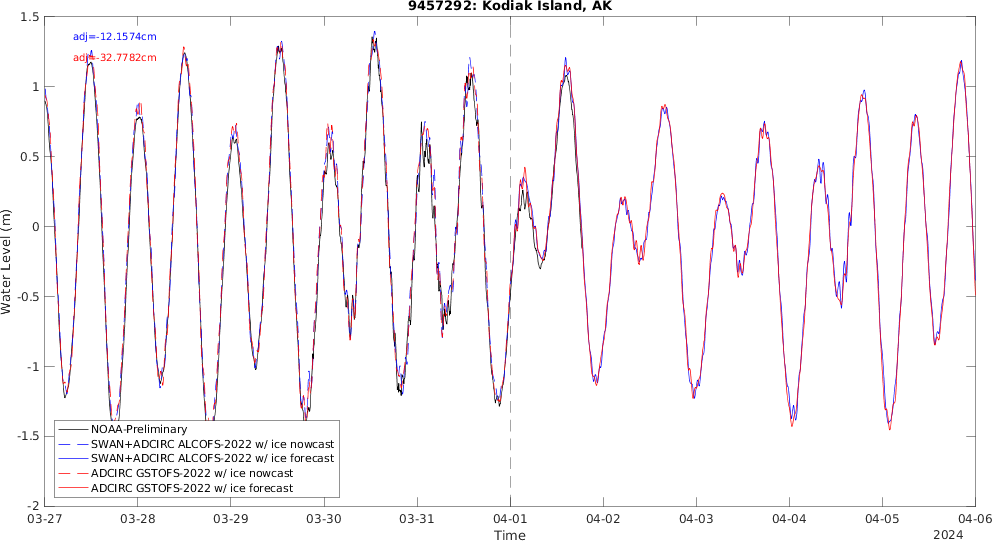 9457292: Kodiak Island, AK
adj=-12.1574cm
adj=-32.7782cm
1.5
1
0.5
0
-0.5
-1
-1.5
-2
Water Level (m)
NOAA-Preliminary
SWAN+ADCIRC ALCOFS-2022 w/ ice nowcast
SWAN+ADCIRC ALCOFS-2022 w/ ice forecast
ADCIRC GSTOFS-2022 w/ ice nowcast
ADCIRC GSTOFS-2022 w/ ice forecast
03-27 03-28 03-29 03-30 03-31 04-01 04-02 04-03 04-04 04-05 04-06
Time
2024